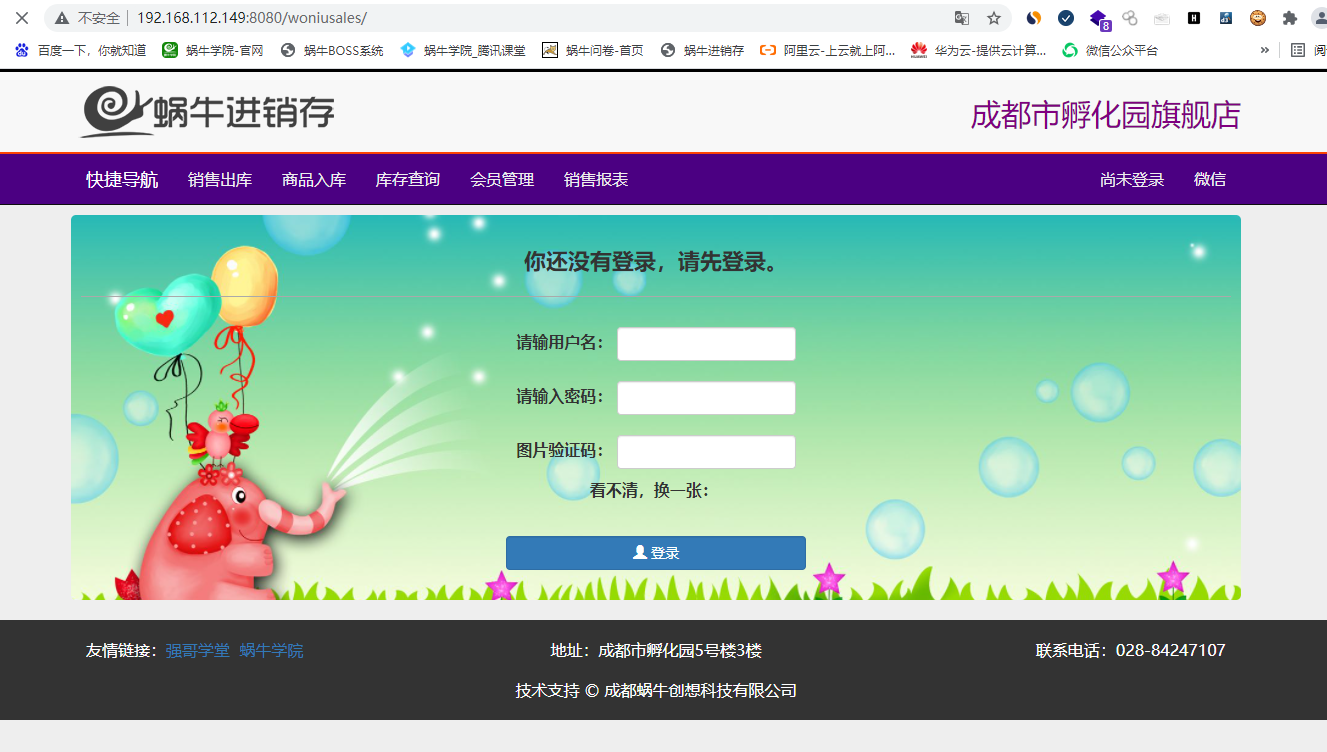 不安全 192.168.112.149:8080/woniusales/
8
百度一下，你就知道 蜗牛学院-官网 蜗牛BOSS系统 蜗牛学院_腾讯课堂 蜗牛问卷-首页 蜗牛进销存 阿里云-上云就上阿... 华为云-提供云计算... 微信公众平台 » 阅
蜗牛进销存 成都市孵化园旗舰店
快捷导航 销售出库 商品入库 库存查询 会员管理 销售报表 尚未登录 微信
你还没有登录，请先登录。
请输用户名：
请输入密码：
图片验证码：
看不清，换一张：
登录
友情链接：强哥学堂 蜗牛学院 地址：成都市孵化园5号楼3楼 联系电话：028-84247107
技术支持 © 成都蜗牛创想科技有限公司